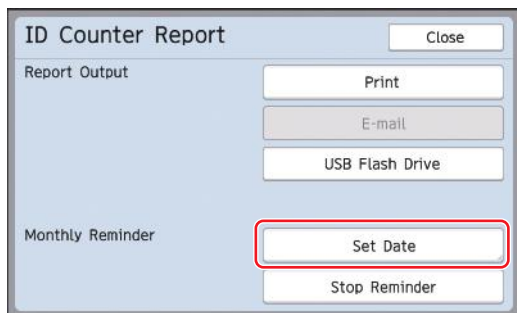 ID Counter Report
Close
Report Output
Print
E-mail
USB Flash Drive
Monthly Reminder
Set Date
Stop Reminder